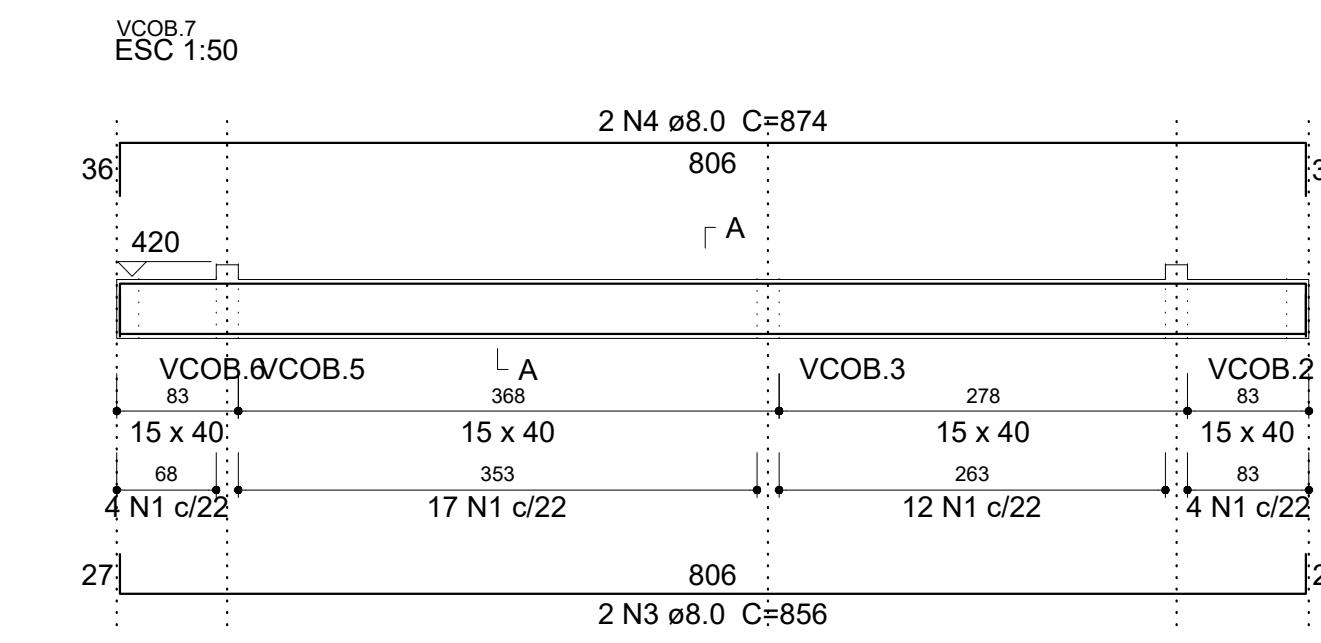 VCOB.7
ESC 1:50
2 N4 ø8.0 C=874
36
806
A
420
A
VCOB.6 VCOB.5 VCOB.3 VCOB.2
83 368 278 83
15 x 40 15 x 40 15 x 40 15 x 40
68 353 263 83
4 N1 c/22 17 N1 c/22 12 N1 c/22 4 N1 c/22
27 806
2 N3 ø8.0 C=856